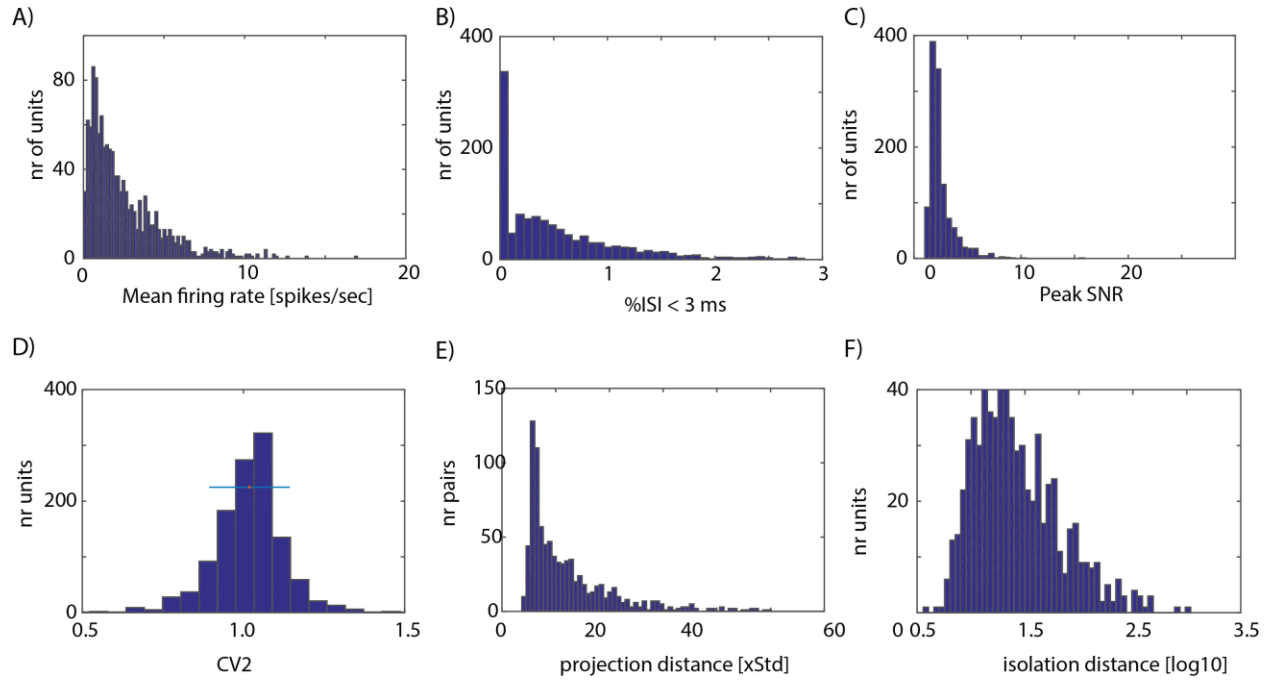 A)
80
40
0
nr of units
0 10 20
Mean firing rate [spikes/sec]
B)
400
200
0
nr of units
0 1 2 3
%ISI < 3 ms
C)
400
200
0
nr of units
0 10 20
Peak SNR
D)
400
200
0
nr units
0.5 1.0 1.5
CV2
E)
150
100
50
0
nr pairs
0 20 40 60
projection distance [xStd]
F)
40
20
nr units
0 0.5 1.5 2.5 3.5
isolation distance [log10]